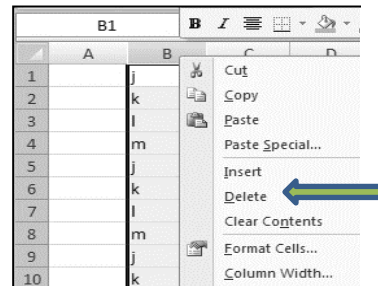 B1 B I
A B C D
1 j Cut
2 k Copy
3 l Paste
4 m Paste Special...
5 j Insert
6 k Delete
7 l Clear Contents
8 m
9 j Format Cells...
10 k Column Width...